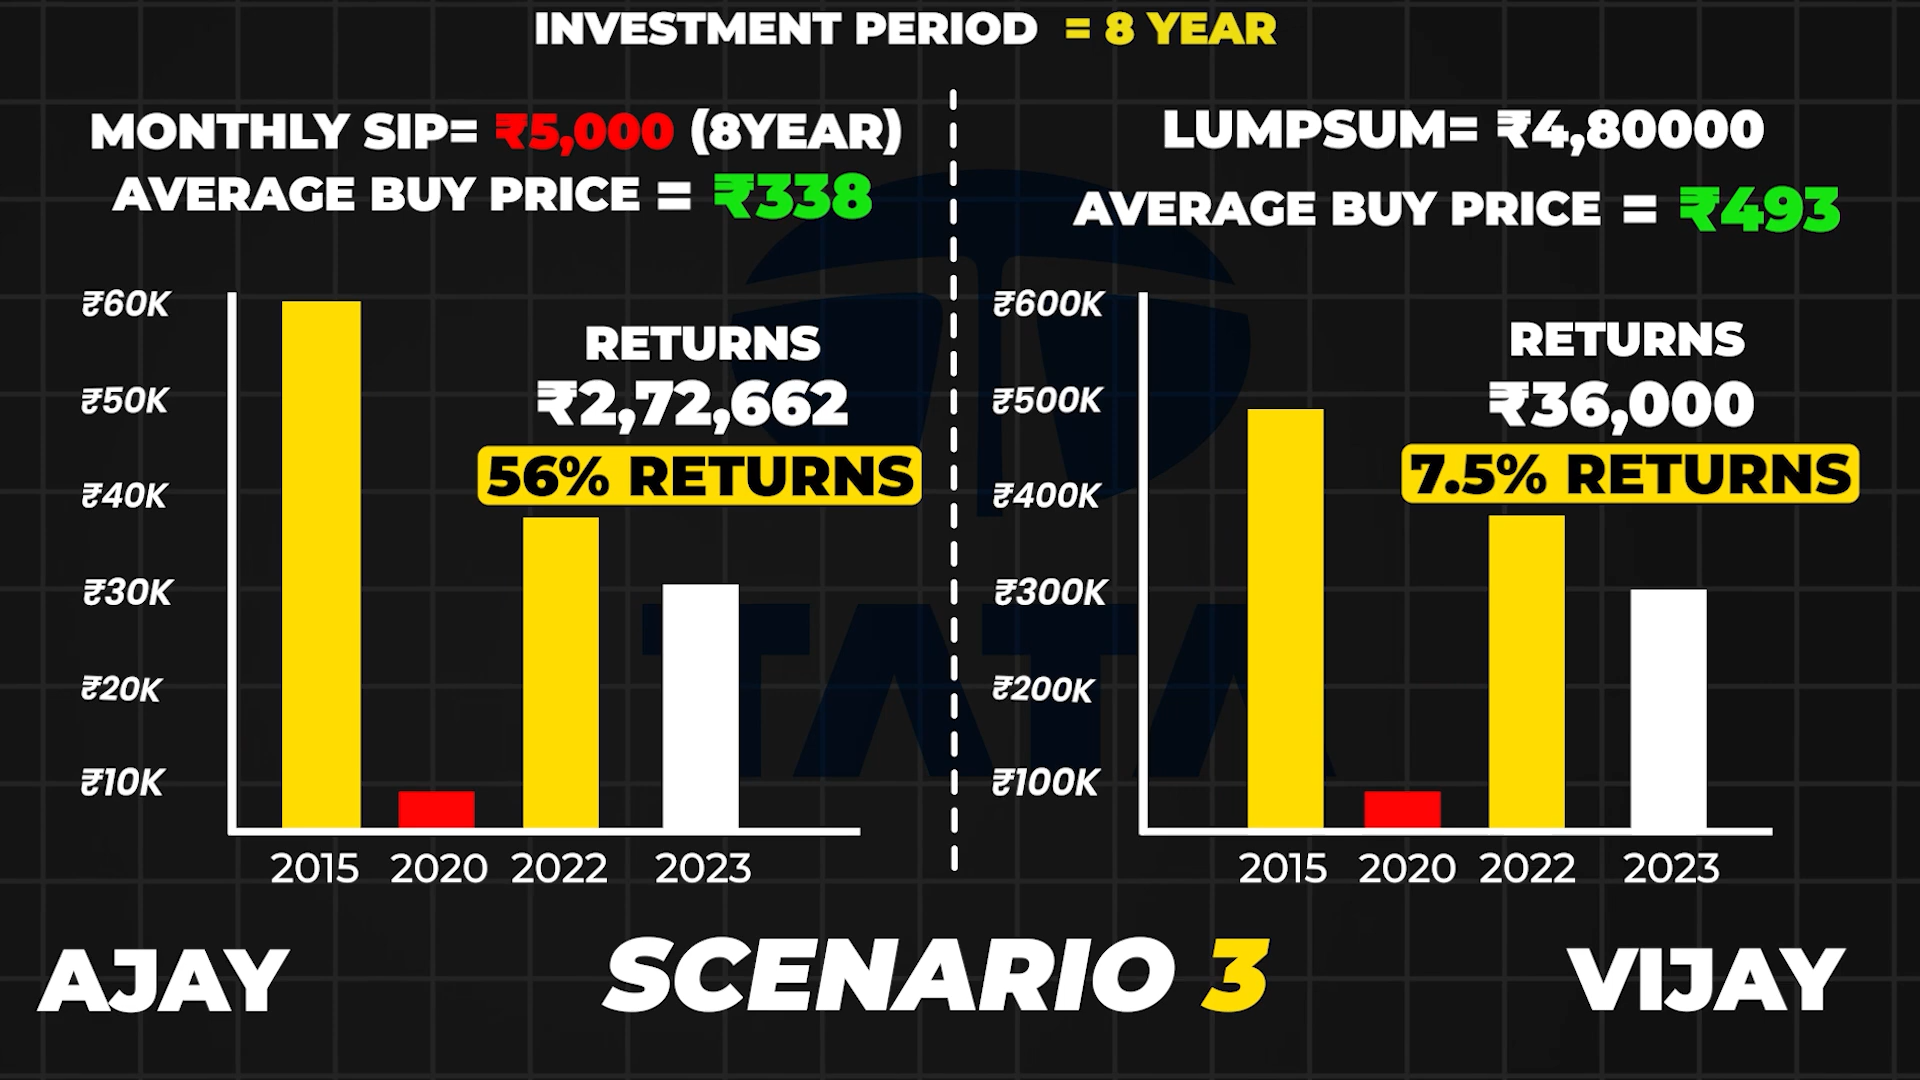 INVESTMENT PERIOD = 8 YEAR
MONTHLY SIP= ₹5,000 (8YEAR)
AVERAGE BUY PRICE = ₹338
₹60K
₹50K
₹40K
₹30K
₹20K
₹10K
RETURNS
₹2,72,662
56% RETURNS
2015 2020 2022 2023
AJAY
LUMPSUM= ₹4,80000
AVERAGE BUY PRICE = ₹493
₹600K
₹500K
₹400K
₹300K
₹200K
₹100K
RETURNS
₹36,000
7.5% RETURNS
2015 2020 2022 2023
VIJAY
TATA
SCENARIO 3